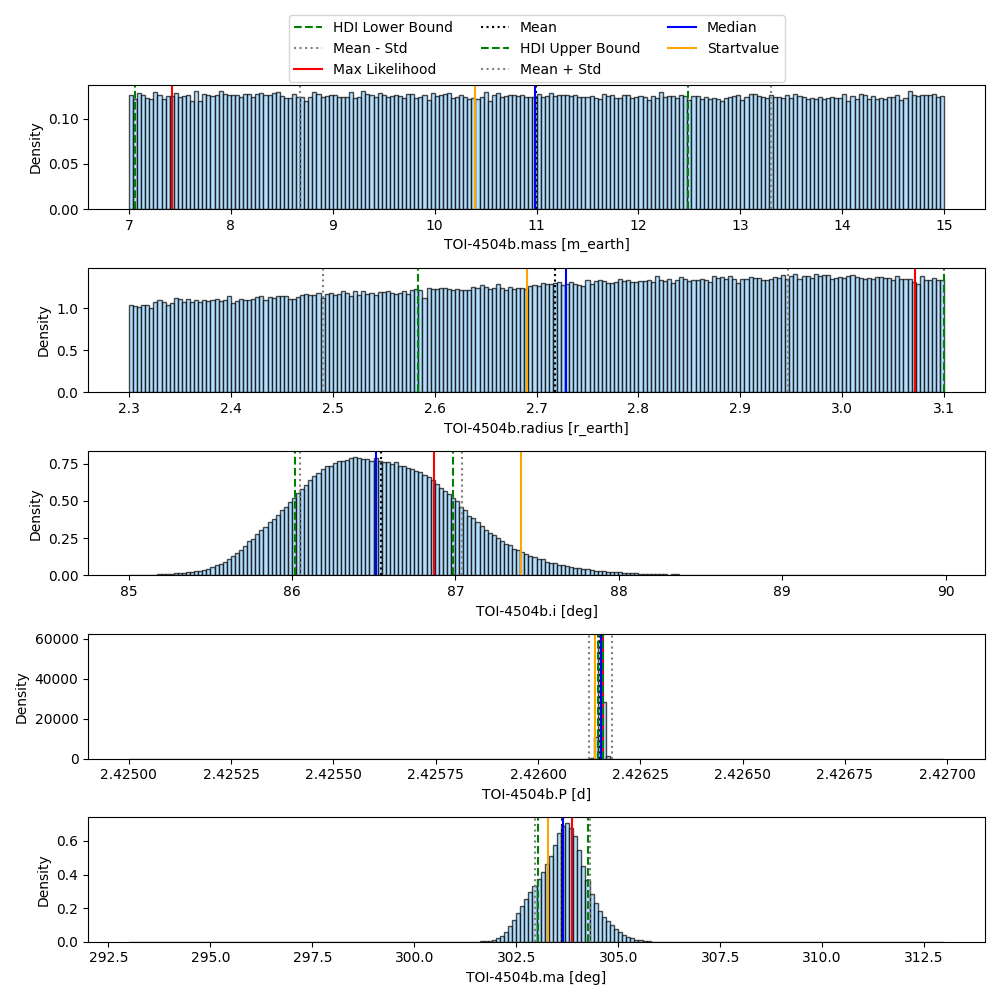 HDI Lower Bound
Mean - Std
Max Likelihood
Mean
HDI Upper Bound
Mean + Std
Median
Startvalue
0.10
0.05
0.00
Density
7 8 9 10 11 12 13 14 15
TOI-4504b.mass [m_earth]
1.0
0.5
0.0
Density
2.3 2.4 2.5 2.6 2.7 2.8 2.9 3.0 3.1
TOI-4504b.radius [r_earth]
0.75
0.50
0.25
0.00
Density
85 86 87 88 89 90
TOI-4504b.i [deg]
60000
40000
20000
0
Density
2.42500 2.42525 2.42550 2.42575 2.42600 2.42625 2.42650 2.42675 2.42700
TOI-4504b.P [d]
0.6
0.4
0.2
0.0
Density
292.5 295.0 297.5 300.0 302.5 305.0 307.5 310.0 312.5
TOI-4504b.ma [deg]